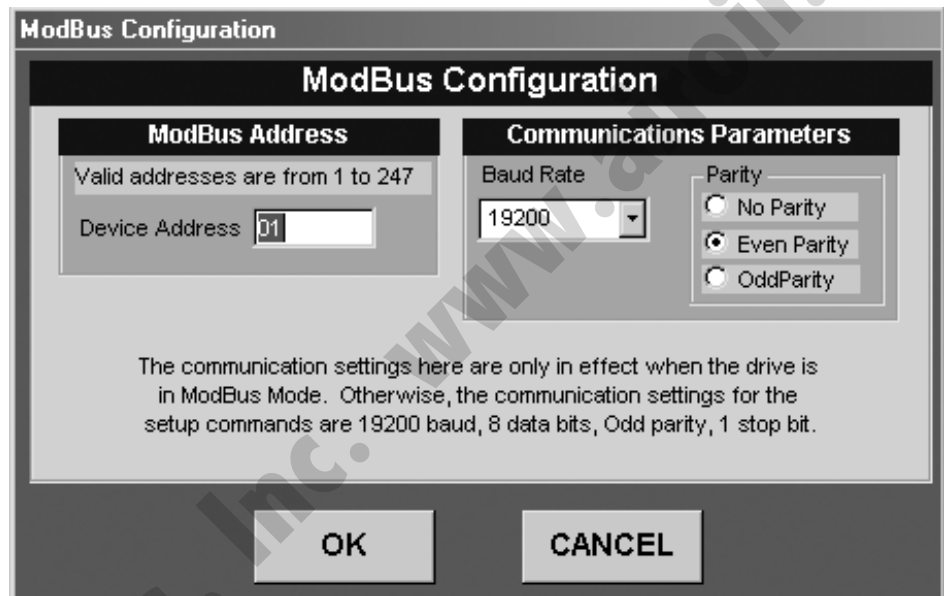 ModBus Configuration
ModBus Configuration
ModBus Address
Valid addresses are from 1 to 247
Device Address 01
Communications Parameters
Baud Rate
19200
Parity
No Parity
Even Parity
OddParity
The communication settings here are only in effect when the drive is
in ModBus Mode. Otherwise, the communication settings for the
setup commands are 19200 baud, 8 data bits, Odd parity, 1 stop bit.
OK
CANCEL
Inc. www.